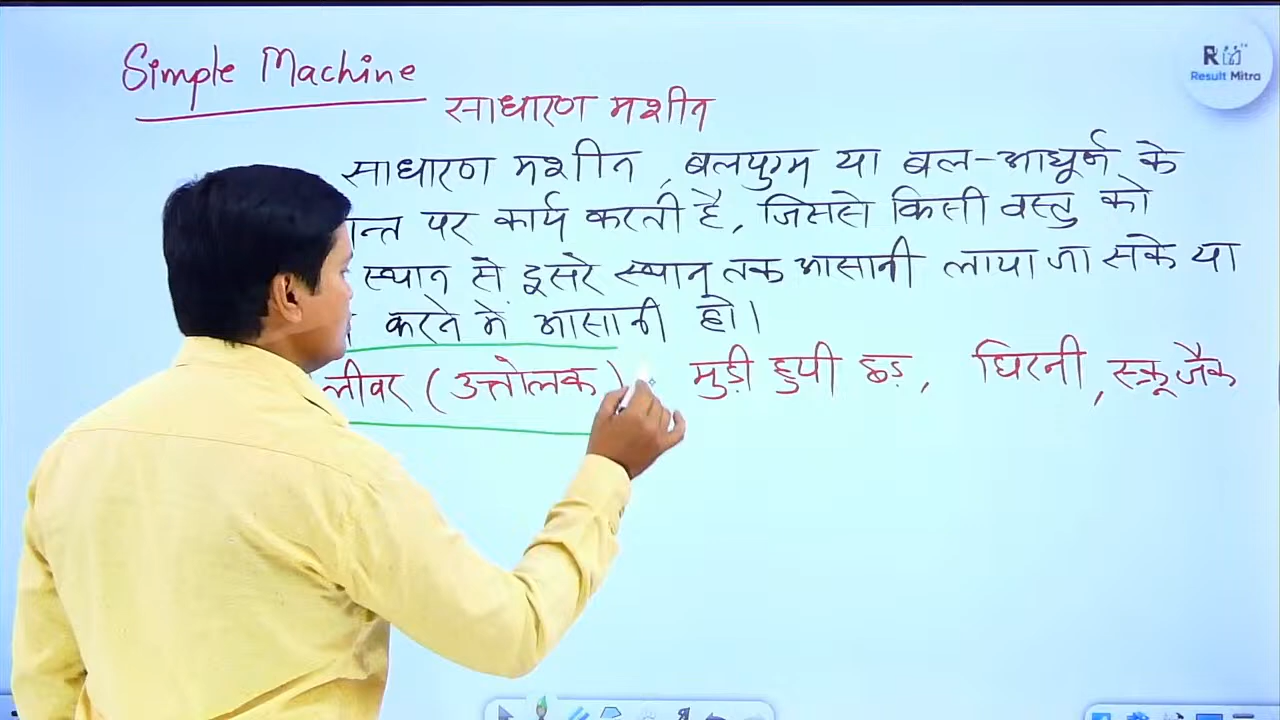 Simple Machine
साधारण मशीन
साधारण मशीन, बलयुग्म या बल-आघूर्ण के
पर कार्य करती है, जिससे किसी वस्तु को
स्थान से दूसरे स्थान तक आसानी लाया जा सके या
करने में आसानी हो।
लीवर (उत्तोलक), मुड़ी हुयी छड़, घिरनी, स्क्रू जैक
Result Mitra